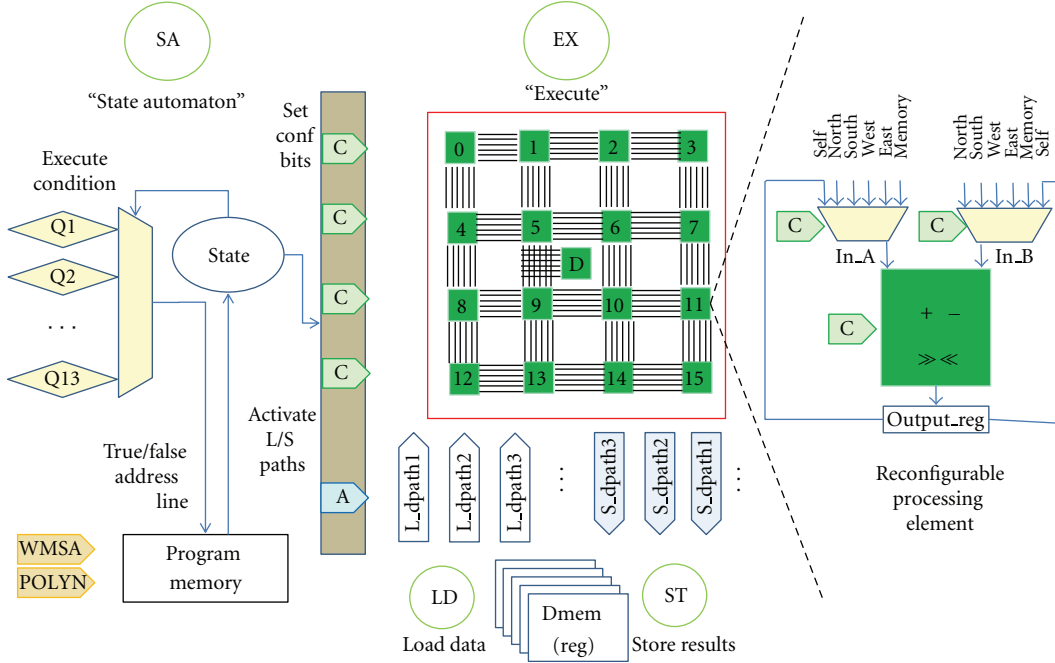 SA
"State automaton"
Execute
condition
Q1
Q2
. . .
Q13
State
True/false
address
line
Program
memory
WMSA
POLYN
Set
conf
bits
C
C
C
C
Activate
L/S
paths
A
EX
"Execute"
0
1
2
3
4
5
6
7
D
8
9
10
11
12
13
14
15
L_dpath1
L_dpath2
L_dpath3
...
S_dpath3
S_dpath2
S_dpath1
...
LD
Load data
Dmem
(reg)
ST
Store results
Self
North
South
West
East
Memory
North
South
West
East
Memory
Self
C
C
In_A
In_B
C
+ −
≫≪
Output_reg
Reconfigurable
processing
element